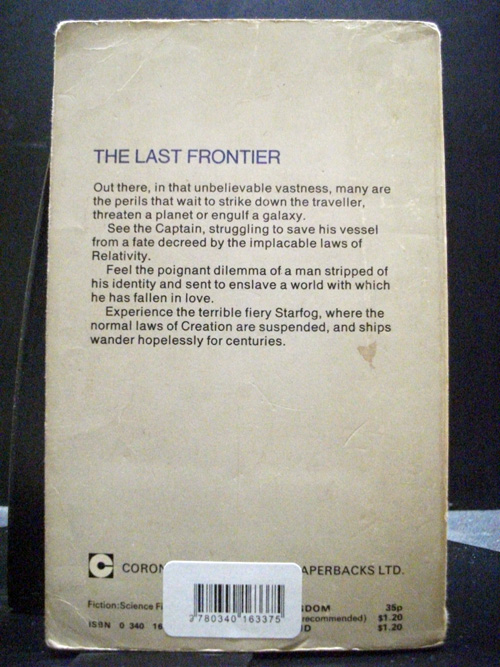 THE LAST FRONTIER
Out there, in that unbelievable vastness, many are
the perils that wait to strike down the traveller,
threaten a planet or engulf a galaxy.
See the Captain, struggling to save his vessel
from a fate decreed by the implacable laws of
Relativity.
Feel the poignant dilemma of a man stripped of
his identity and sent to enslave a world with which
he has fallen in love.
Experience the terrible fiery Starfog, where the
normal laws of Creation are suspended, and ships
wander hopelessly for centuries.
CORON APERBACKS LTD.
Fiction:Science Fi GDOM 35p
recommended) $1.20
ISBN 0 340 16 D $1.20
9780340163375